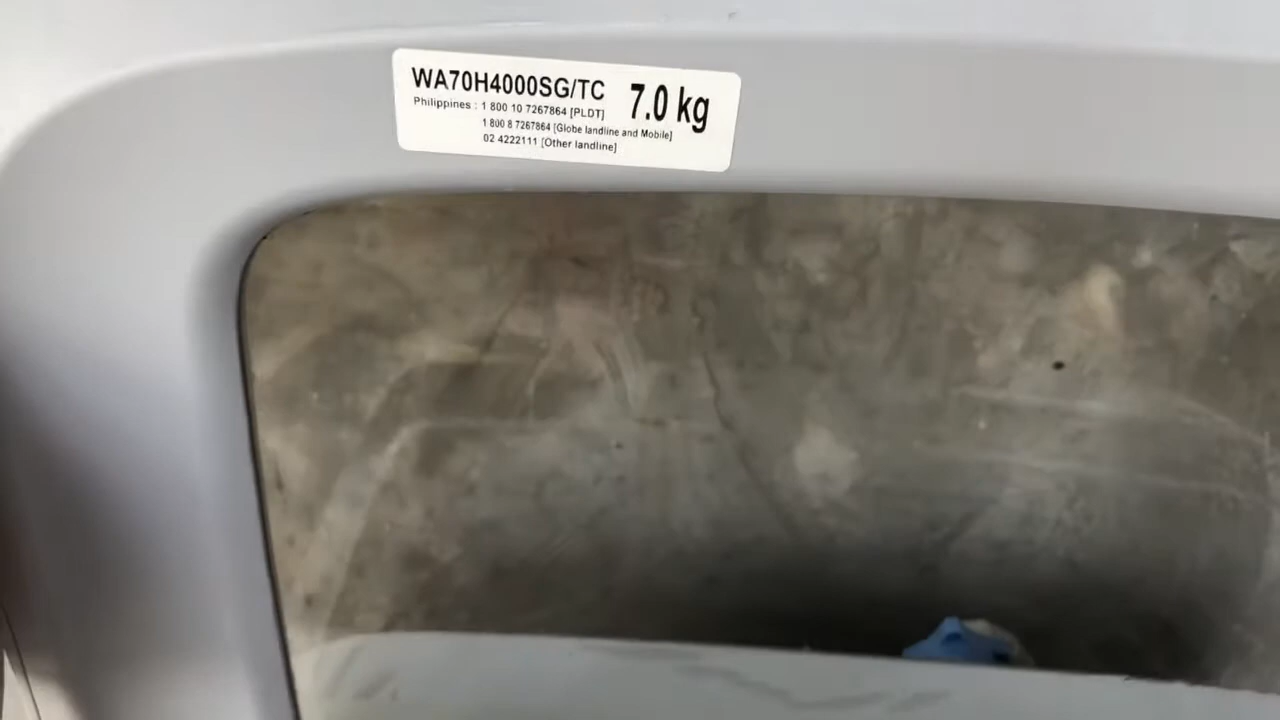 WA70H4000SG/TC 7.0 kg
Philippines : 1 800 10 7267864 [PLDT]
1 800 8 7267864 [Globe landline and Mobile]
02 4222111 [Other landline]